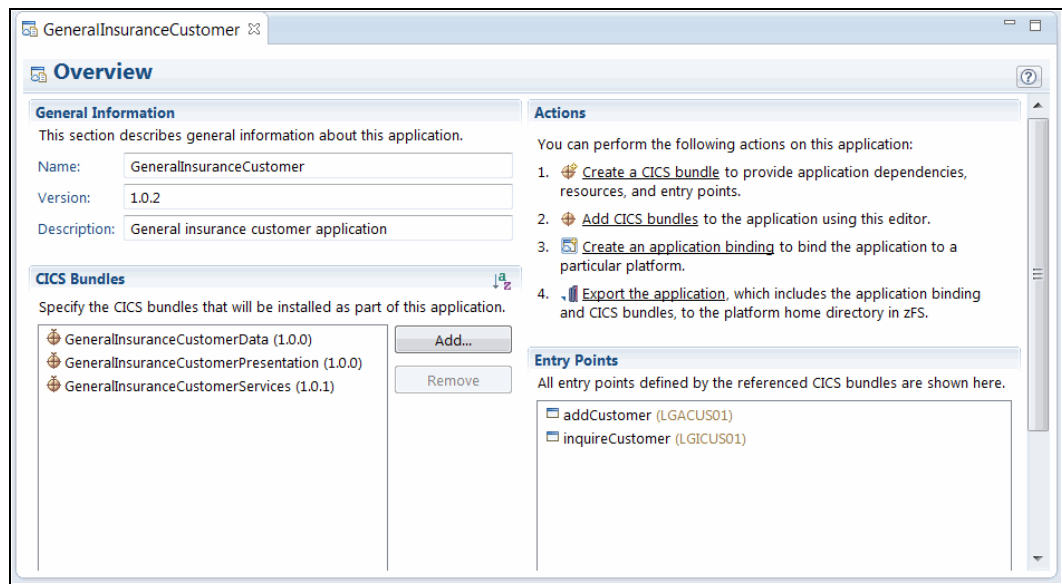 GeneralInsuranceCustomer
Overview
General Information
This section describes general information about this application.
Name: GeneralInsuranceCustomer
Version: 1.0.2
Description: General insurance customer application
CICS Bundles
Specify the CICS bundles that will be installed as part of this application.
GeneralInsuranceCustomerData (1.0.0)
GeneralInsuranceCustomerPresentation (1.0.0)
GeneralInsuranceCustomerServices (1.0.1)
Add...
Remove
Actions
You can perform the following actions on this application:
1. Create a CICS bundle to provide application dependencies,
resources, and entry points.
2. Add CICS bundles to the application using this editor.
3. Create an application binding to bind the application to a
particular platform.
4. Export the application, which includes the application binding
and CICS bundles, to the platform home directory in zFS.
Entry Points
All entry points defined by the referenced CICS bundles are shown here.
addCustomer (LGACUS01)
inquireCustomer (LGICUS01)